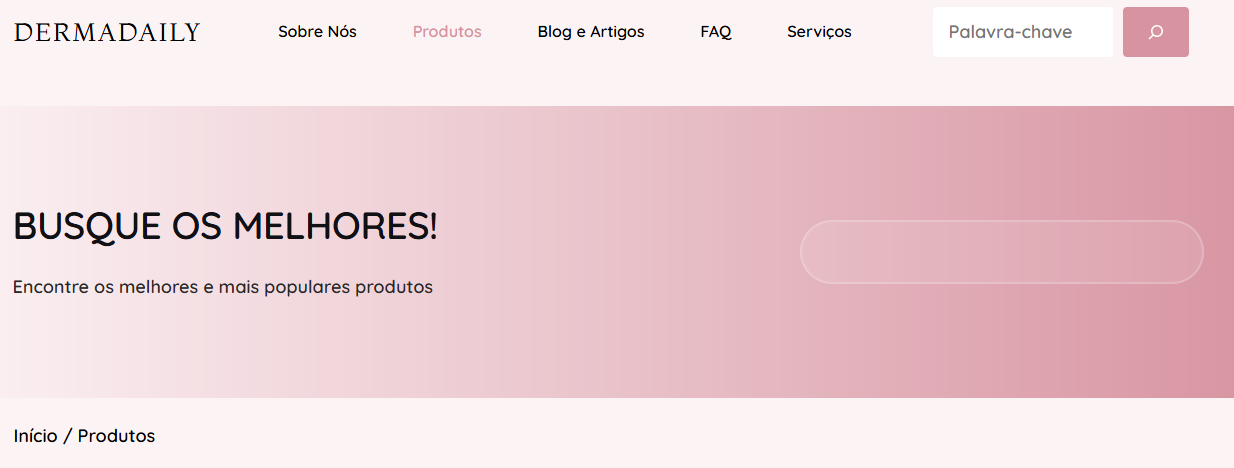 DERMADAILY Sobre Nós Produtos Blog e Artigos FAQ Serviços Palavra-chave
BUSQUE OS MELHORES!
Encontre os melhores e mais populares produtos
Início / Produtos